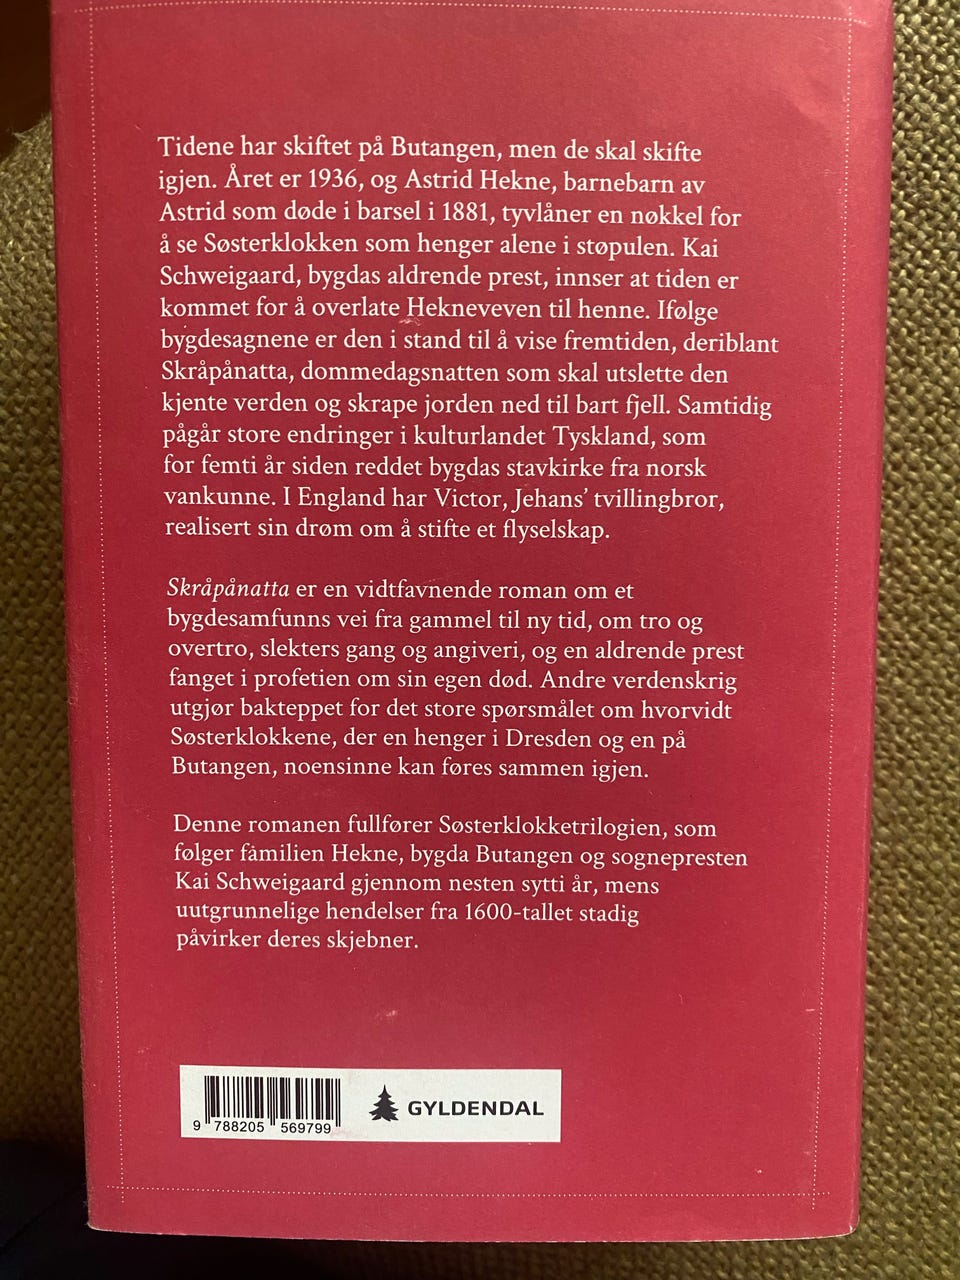 Tidene har skiftet på Butangen, men de skal skifte
igjen. Året er 1936, og Astrid Hekne, barnebarn av
Astrid som døde i barsel i 1881, tyvlåner en nøkkel for
å se Søsterklokken som henger alene i støpulen. Kai
Schweigaard, bygdas aldrende prest, innser at tiden er
kommet for å overlate Hekneveven til henne. Ifølge
bygdesagnene er den i stand til å vise fremtiden, deriblant
Skråpånatta, dommedagsnatten som skal utslette den
kjente verden og skrape jorden ned til bart fjell. Samtidig
pågår store endringer i kulturlandet Tyskland, som
for femti år siden reddet bygdas stavkirke fra norsk
vankunne. I England har Victor, Jehans’ tvillingbror,
realisert sin drøm om å stifte et flyselskap.
Skråpånatta er en vidtfavnende roman om et
bygdesamfunns vei fra gammel til ny tid, om tro og
overtro, slekters gang og angiveri, og en aldrende prest
fanget i profetien om sin egen død. Andre verdenskrig
utgjør bakteppet for det store spørsmålet om hvorvidt
Søsterklokkene, der en henger i Dresden og en på
Butangen, noensinne kan føres sammen igjen.
Denne romanen fullfører Søsterklokketrilogien, som
følger familien Hekne, bygda Butangen og sognepresten
Kai Schweigaard gjennom nesten sytti år, mens
uutgrunnelige hendelser fra 1600-tallet stadig
påvirker deres skjebner.
9 788205 569799
GYLDENDAL